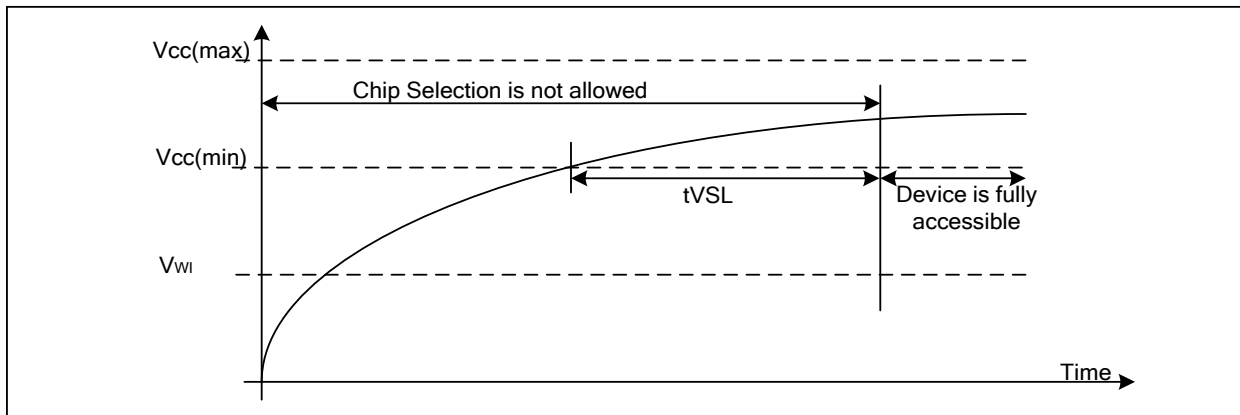 Vcc(max)
Chip Selection is not allowed
Vcc(min)
tVSL
Device is fully
accessible
VWI
Time